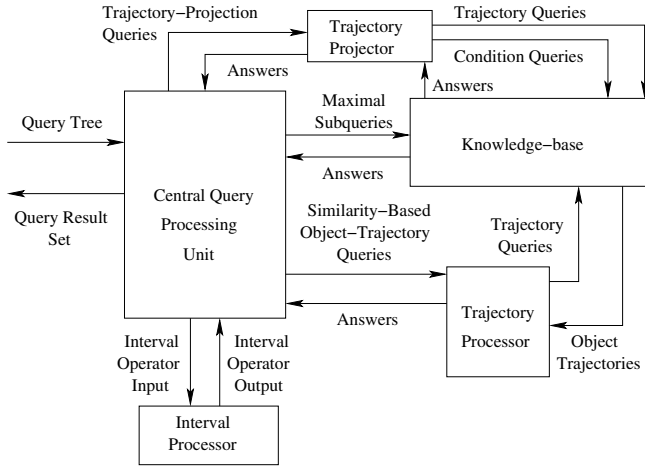 Trajectory−Projection
Queries
Trajectory
Projector
Trajectory Queries
Condition Queries
Answers
Answers
Query Tree
Maximal
Subqueries
Knowledge−base
Answers
Central Query
Processing
Unit
Query Result
Set
Similarity−Based
Object−Trajectory
Queries
Trajectory
Queries
Answers
Trajectory
Processor
Object
Trajectories
Interval
Operator
Input
Interval
Operator
Output
Interval
Processor